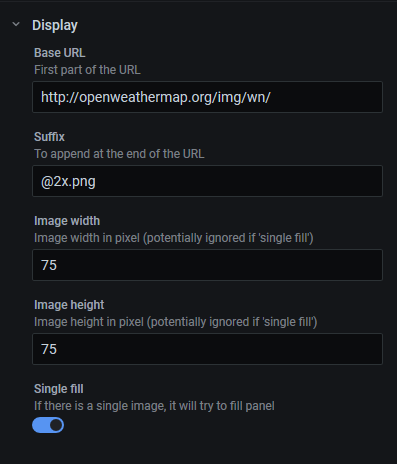 Display
Base URL
First part of the URL
http://openweathermap.org/img/wn/
Suffix
To append at the end of the URL
@2x.png
Image width
Image width in pixel (potentially ignored if 'single fill')
75
Image height
Image height in pixel (potentially ignored if 'single fill')
75
Single fill
If there is a single image, it will try to fill panel